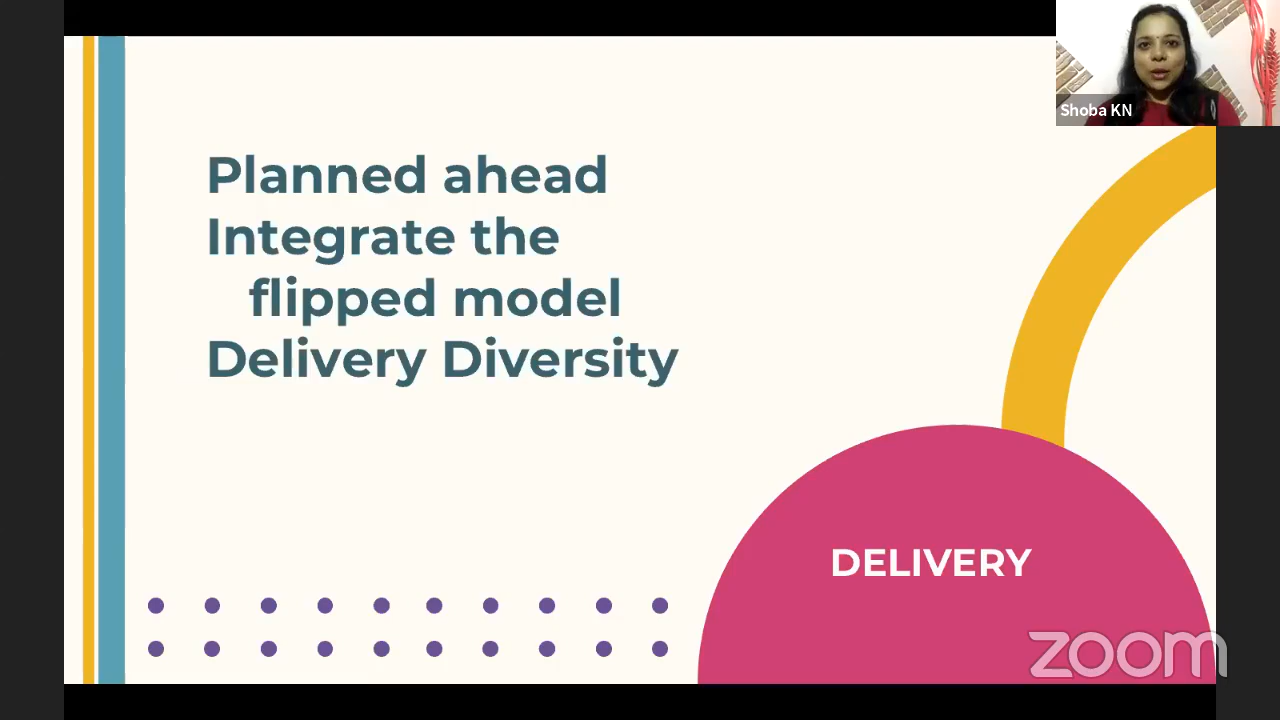 Shoba KN
Planned ahead
Integrate the
flipped model
Delivery Diversity
DELIVERY
zoom